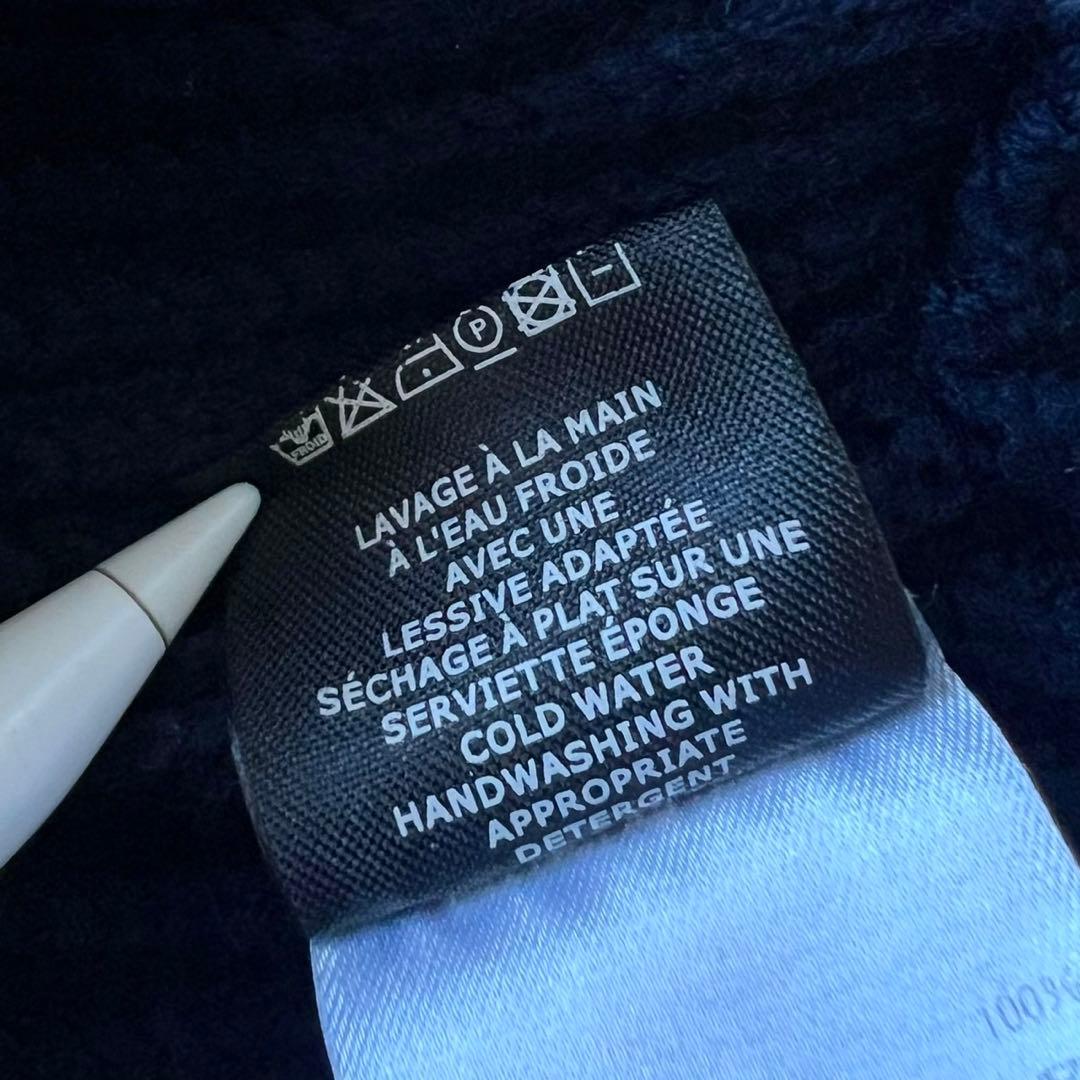 FROID
P
LAVAGE À LA MAIN
À L'EAU FROIDE
AVEC UNE
LESSIVE ADAPTÉE
SÉCHAGE À PLAT SUR UNE
SERVIETTE ÉPONGE
COLD WATER
HANDWASHING WITH
APPROPRIATE
DETERGENT
100%